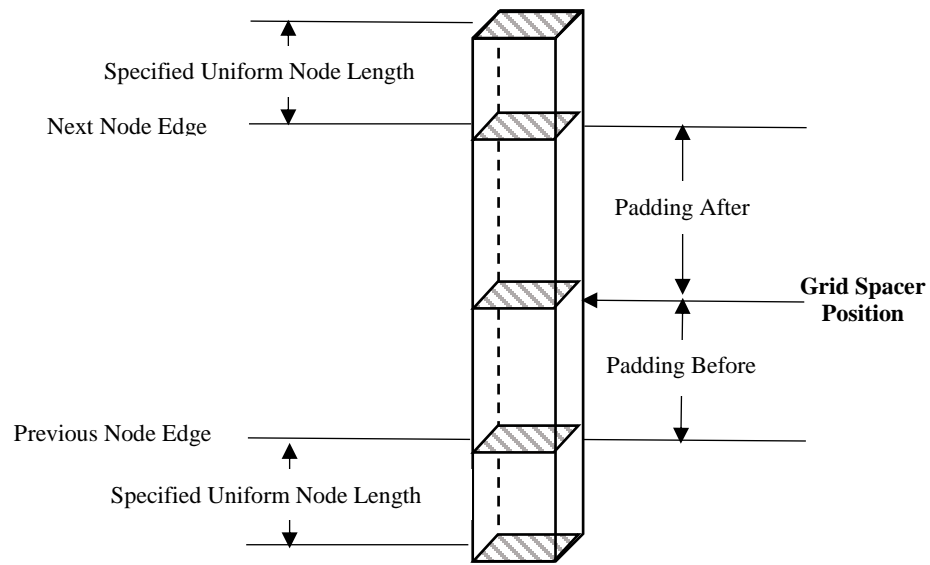 Specified Uniform Node Length
Next Node Edge
Padding After
Grid Spacer
Position
Padding Before
Previous Node Edge
Specified Uniform Node Length